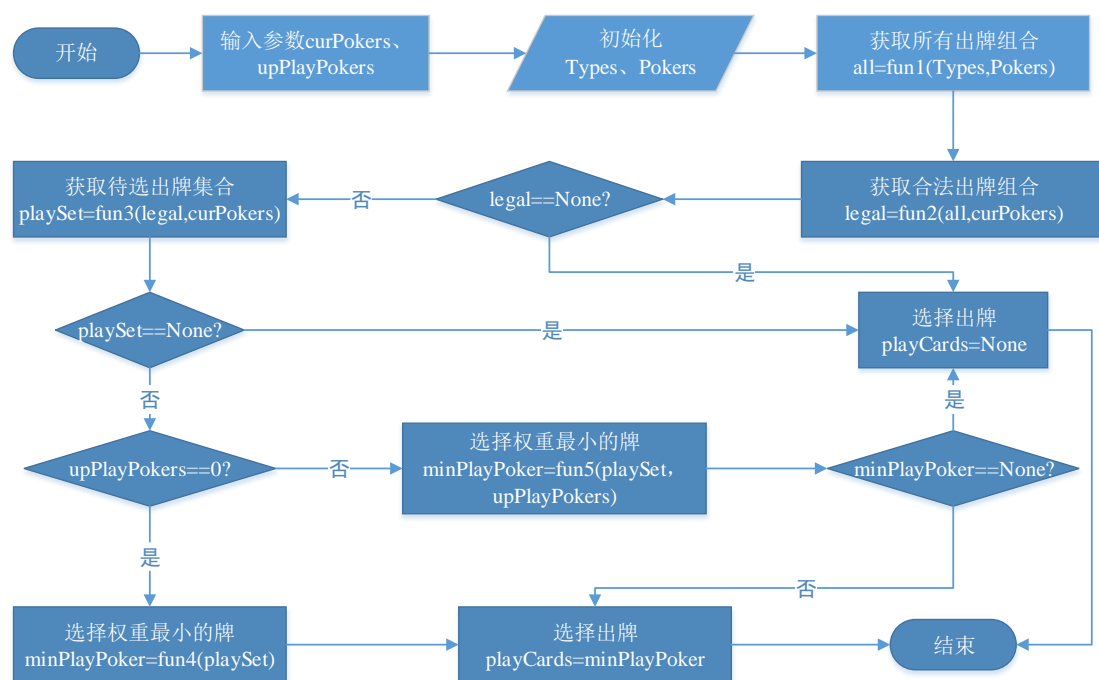 开始
输入参数curPokers、
upPlayPokers
初始化
Types、Pokers
获取所有出牌组合
all=fun1(Types,Pokers)
获取待选出牌集合
playSet=fun3(legal,curPokers)
否
legal==None?
获取合法出牌组合
legal=fun2(all,curPokers)
是
playSet==None?
是
选择出牌
playCards=None
否
是
upPlayPokers==0?
否
选择权重最小的牌
minPlayPoker=fun5(playSet，
upPlayPokers)
minPlayPoker==None?
是
否
选择权重最小的牌
minPlayPoker=fun4(playSet)
选择出牌
playCards=minPlayPoker
结束